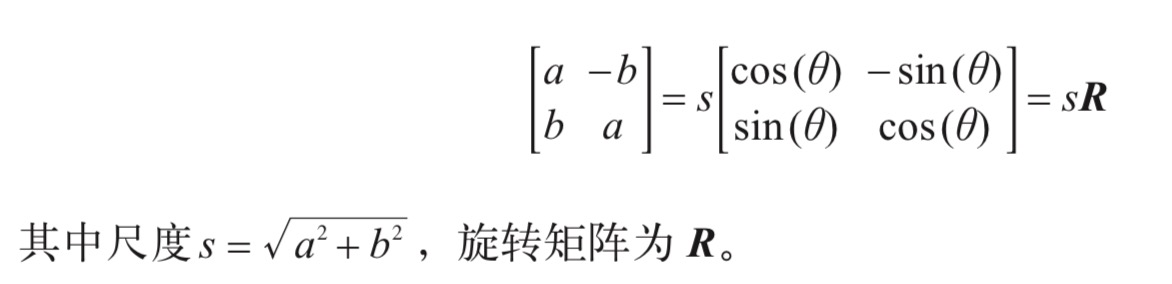 $$\begin{bmatrix} a & -b \\ b & a \end{bmatrix} = s \begin{bmatrix} \cos(\theta) & -\sin(\theta) \\ \sin(\theta) & \cos(\theta) \end{bmatrix} = s\boldsymbol{R}$$
其中尺度 $s = \sqrt{a^2 + b^2}$，旋转矩阵为 $\boldsymbol{R}$。